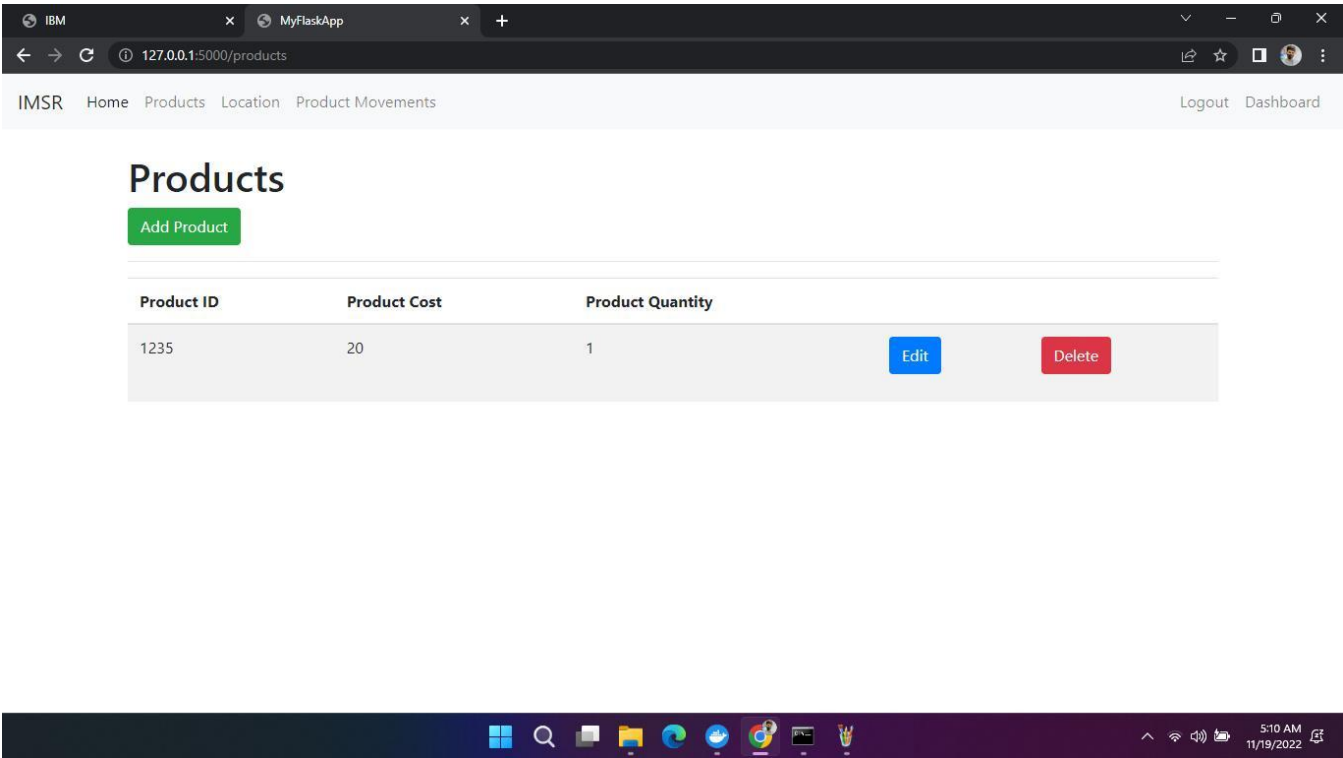 IBM
MyFlaskApp
127.0.0.1:5000/products
IMSR Home Products Location Product Movements Logout Dashboard
Products
Add Product
Product ID Product Cost Product Quantity
1235 20 1 Edit Delete
5:10 AM
11/19/2022